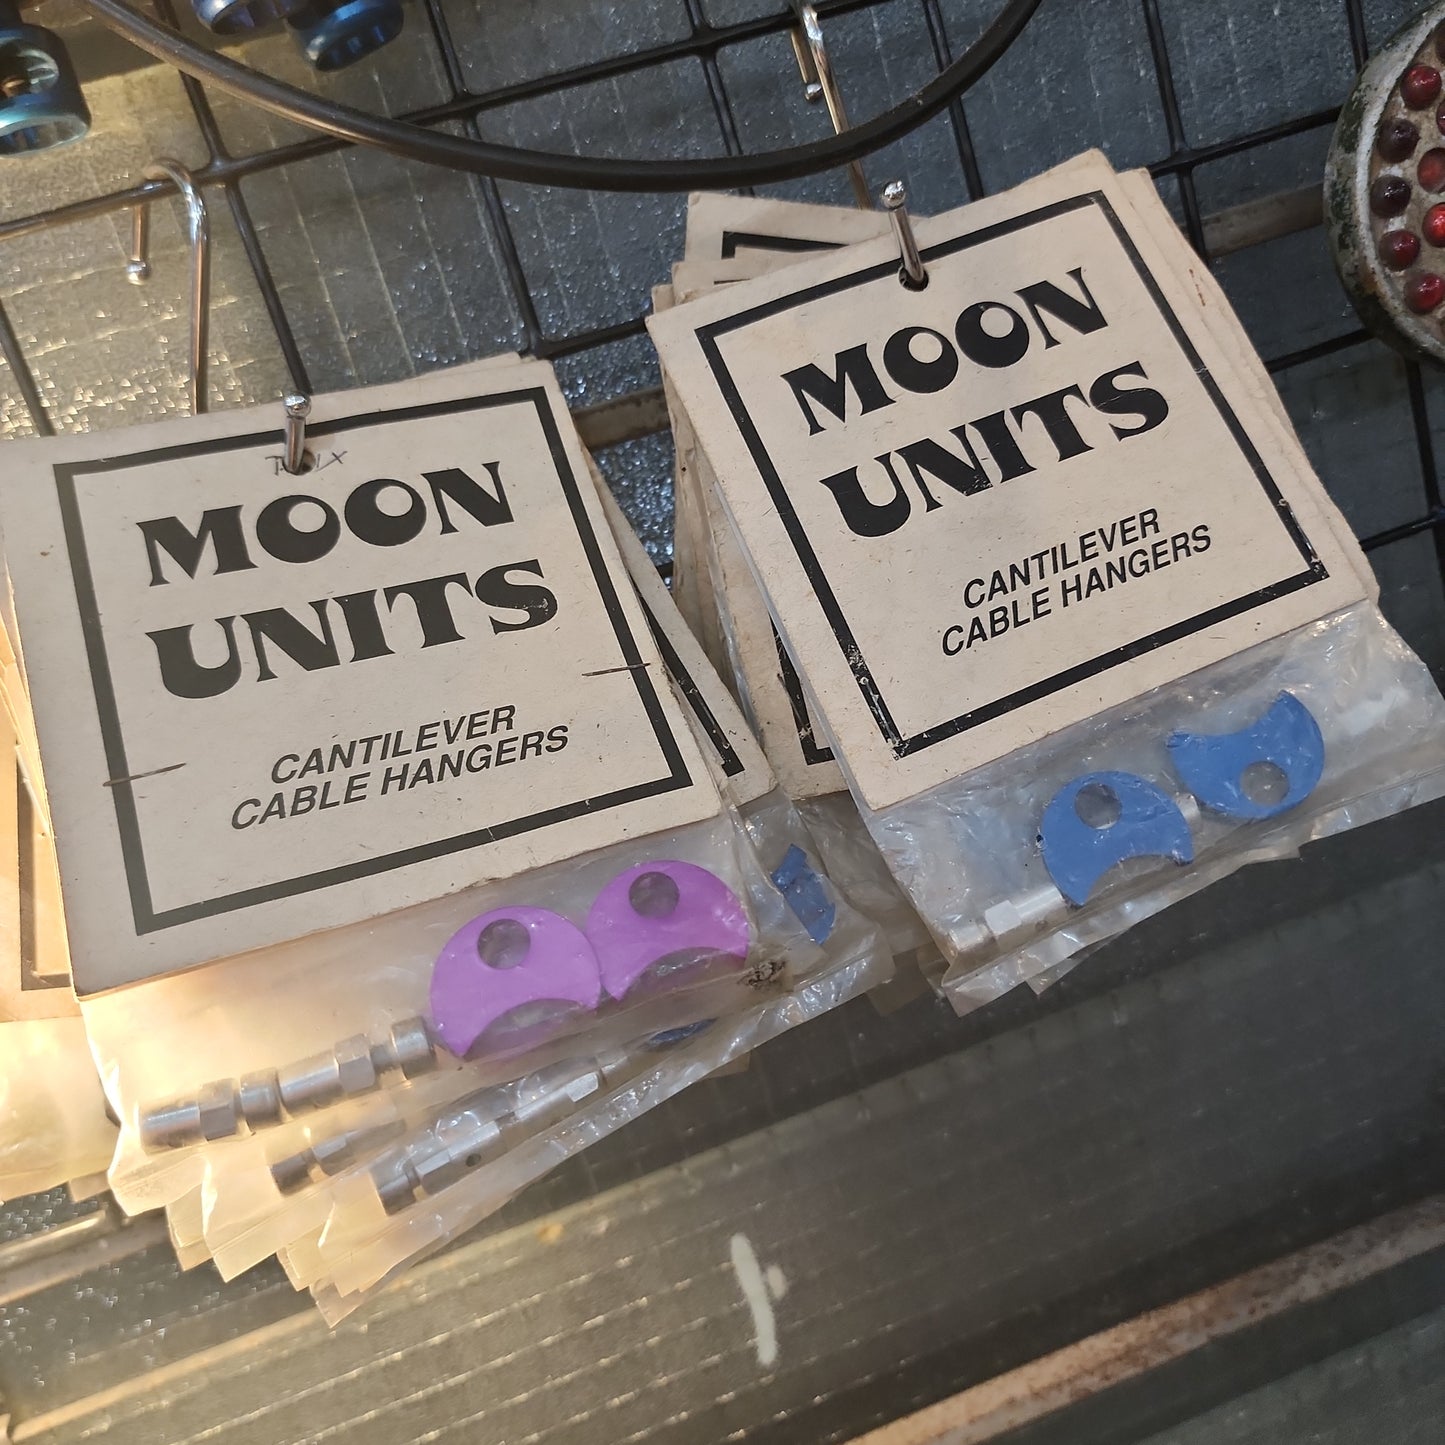 MOON
UNITS
CANTILEVER
CABLE HANGERS
MOON
UNITS
CANTILEVER
CABLE HANGERS